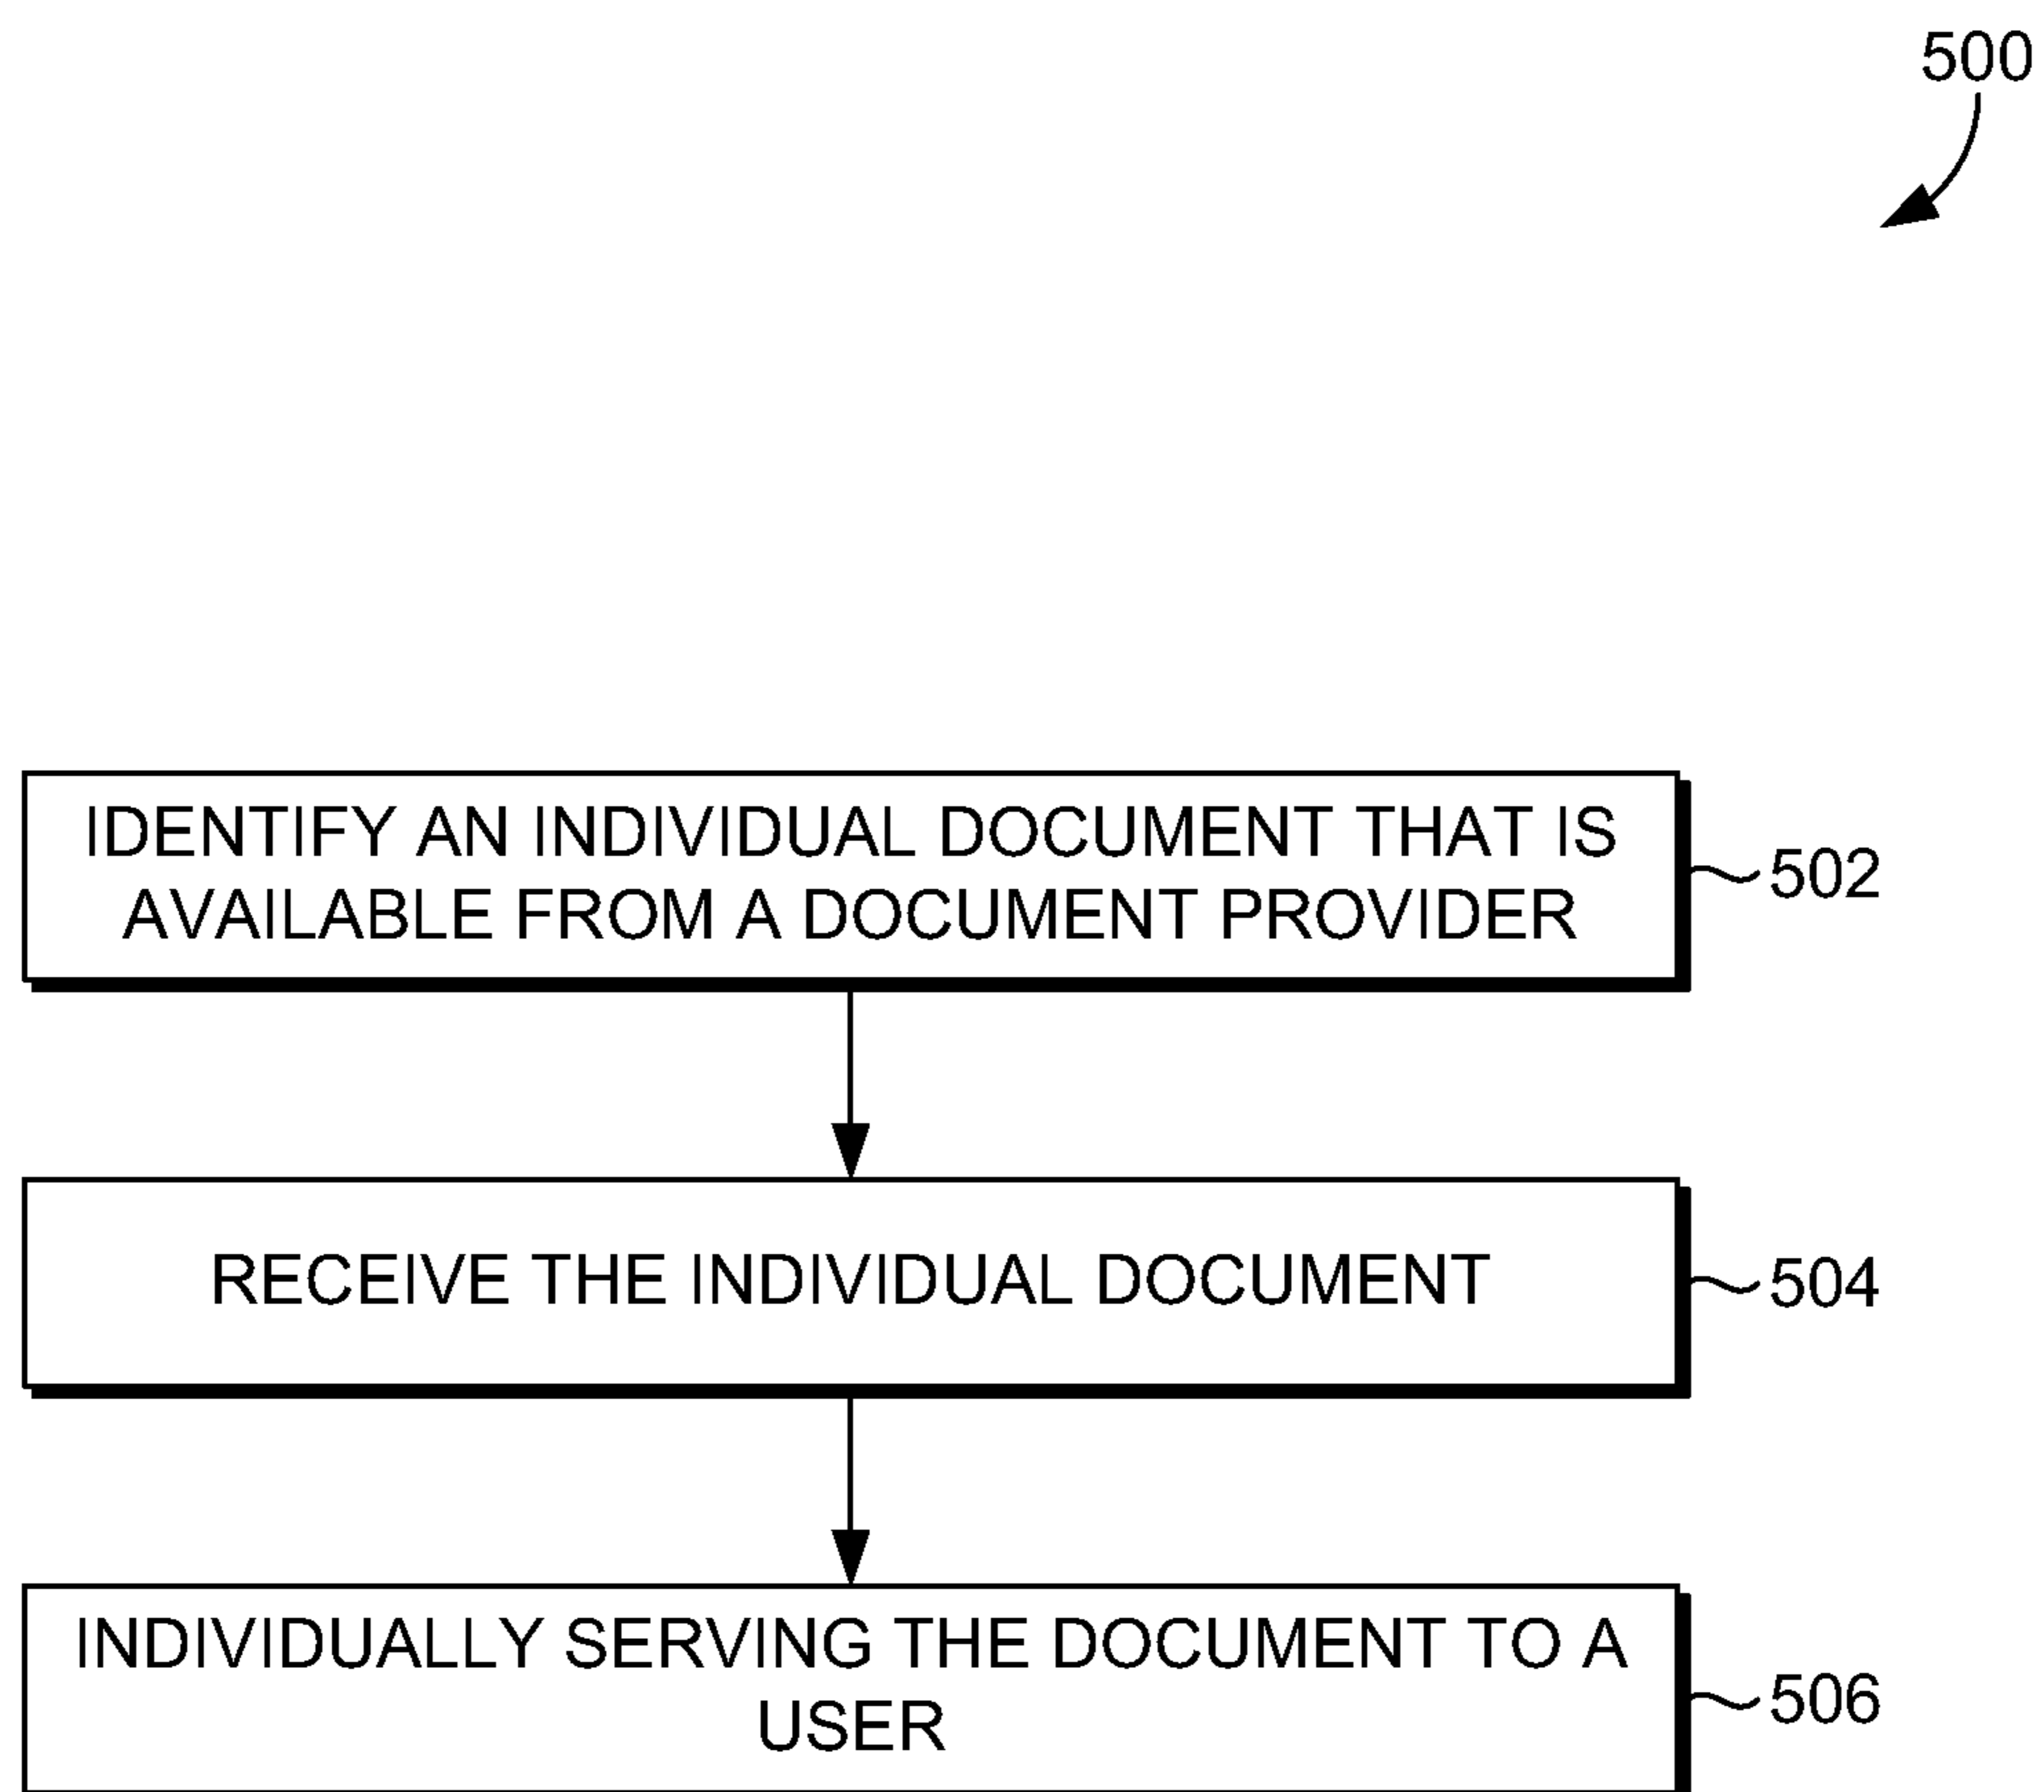 500
IDENTIFY AN INDIVIDUAL DOCUMENT THAT IS
AVAILABLE FROM A DOCUMENT PROVIDER
502
RECEIVE THE INDIVIDUAL DOCUMENT
504
INDIVIDUALLY SERVING THE DOCUMENT TO A
USER
506